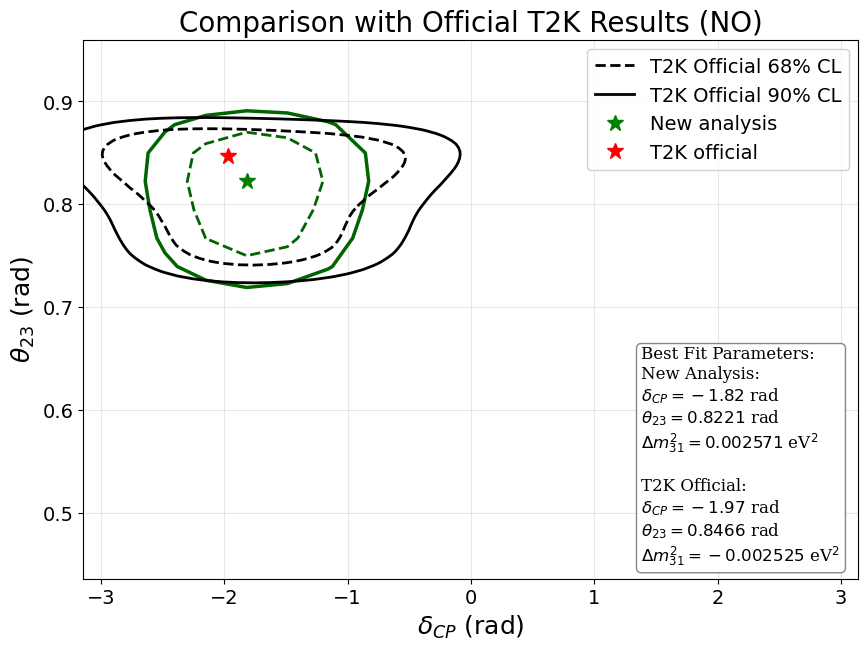 Comparison with Official T2K Results (NO)
T2K Official 68% CL
T2K Official 90% CL
New analysis
T2K official
θ₂₃ (rad)
0.9
0.8
0.7
0.6
0.5
Best Fit Parameters:
New Analysis:
δ_CP = −1.82 rad
θ₂₃ = 0.8221 rad
Δm²₃₁ = 0.002571 eV²
T2K Official:
δ_CP = −1.97 rad
θ₂₃ = 0.8466 rad
Δm²₃₁ = −0.002525 eV²
−3 −2 −1 0 1 2 3
δ_CP (rad)